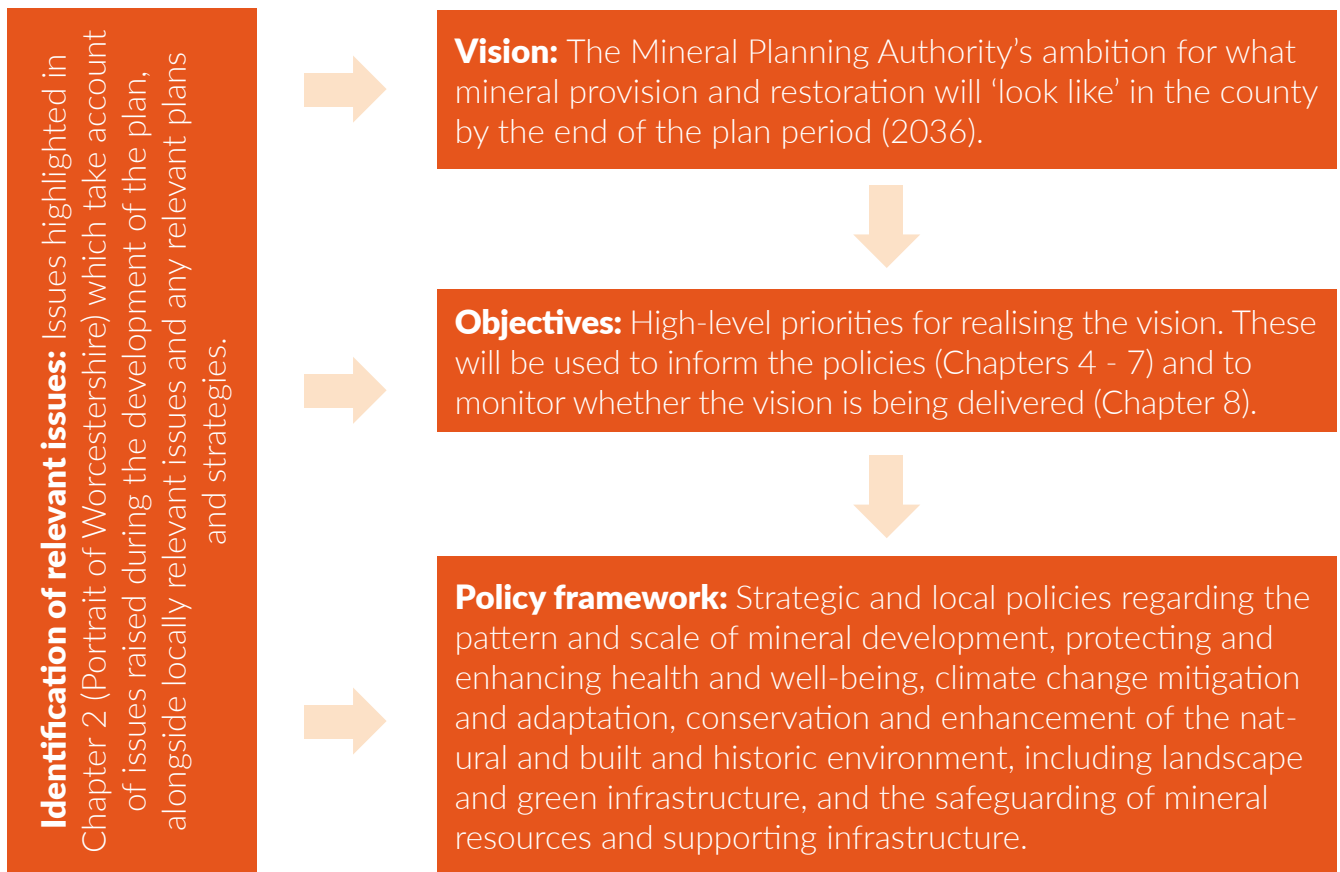 Identification of relevant issues: Issues highlighted in
Chapter 2 (Portrait of Worcestershire) which take account
of issues raised during the development of the plan,
alongside locally relevant issues and any relevant plans
and strategies.
Vision: The Mineral Planning Authority's ambition for what
mineral provision and restoration will 'look like' in the county
by the end of the plan period (2036).
Objectives: High-level priorities for realising the vision. These
will be used to inform the policies (Chapters 4 - 7) and to
monitor whether the vision is being delivered (Chapter 8).
Policy framework: Strategic and local policies regarding the
pattern and scale of mineral development, protecting and
enhancing health and well-being, climate change mitigation
and adaptation, conservation and enhancement of the nat-
ural and built and historic environment, including landscape
and green infrastructure, and the safeguarding of mineral
resources and supporting infrastructure.